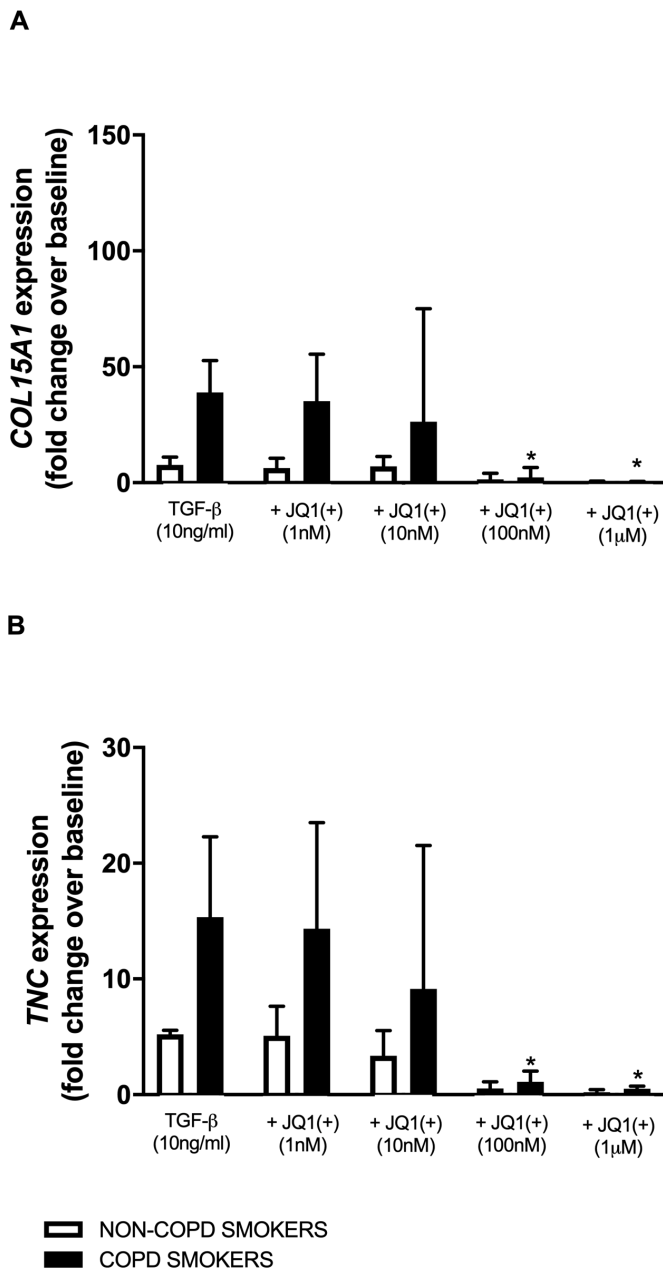 A
COL15A1 expression
(fold change over baseline)
150
100
50
0
*
*
TGF-β + JQ1(+) + JQ1(+) + JQ1(+) + JQ1(+)
(10ng/ml) (1nM) (10nM) (100nM) (1μM)
B
TNC expression
(fold change over baseline)
30
20
10
0
*
*
TGF-β + JQ1(+) + JQ1(+) + JQ1(+) + JQ1(+)
(10ng/ml) (1nM) (10nM) (100nM) (1μM)
NON-COPD SMOKERS
COPD SMOKERS